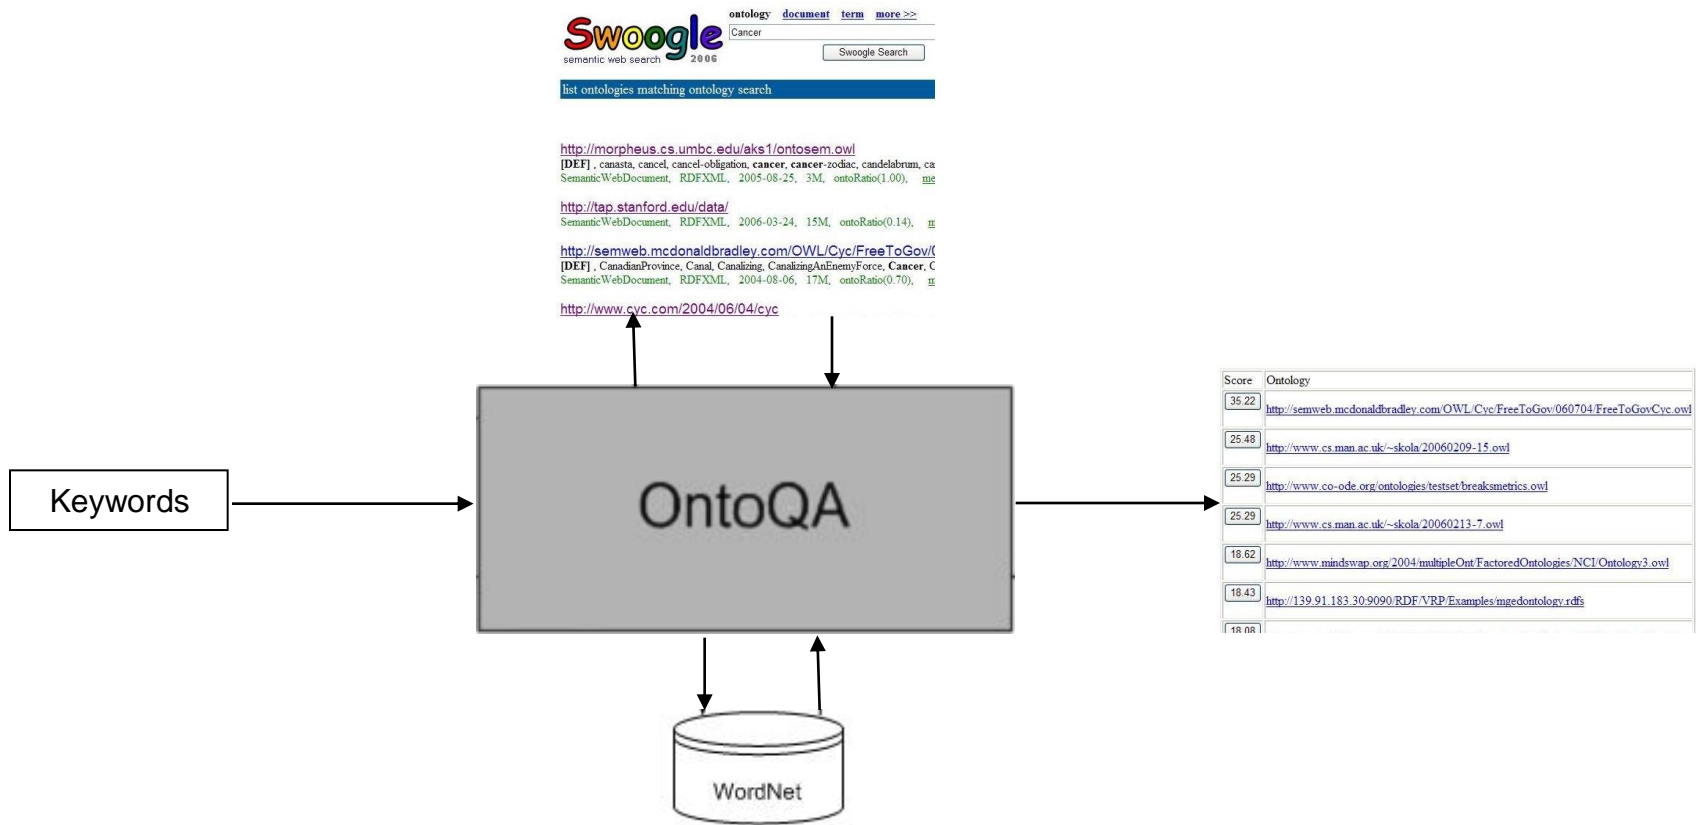 ontology document term more >>
Swoogle
Cancer
semantic web search 2006
Swoogle Search
list ontologies matching ontology search
http://morpheus.cs.umbc.edu/aks1/ontosem.owl
[DEF] , canasta, cancel, cancel-obligation, cancer, cancer-zodiac, candelabrum, ca
SemanticWebDocument, RDFXML, 2005-08-25, 3M, ontoRatio(1.00), me
http://tap.stanford.edu/data/
SemanticWebDocument, RDFXML, 2006-03-24, 15M, ontoRatio(0.14), m
http://semweb.mcdonaldbradley.com/OWL/Cyc/FreeToGov/0
[DEF] , CanadianProvince, Canal, Canalizing, CanalizingAnEnemyForce, Cancer, C
SemanticWebDocument, RDFXML, 2004-08-06, 17M, ontoRatio(0.70), m
http://www.cyc.com/2004/06/04/cyc
Keywords
OntoQA
WordNet
Score Ontology
35.22 http://semweb.mcdonaldbradley.com/OWL/Cyc/FreeToGov/060704/FreeToGovCyc.owl
25.48 http://www.cs.man.ac.uk/~skola/20060209-15.owl
25.29 http://www.co-ode.org/ontologies/testset/breaksmetrics.owl
25.29 http://www.cs.man.ac.uk/~skola/20060213-7.owl
18.62 http://www.mindswap.org/2004/multipleOnt/FactoredOntologies/NCI/Ontology3.owl
18.43 http://139.91.183.30:9090/RDF/VRP/Examples/mgedontology.rdfs
18.08